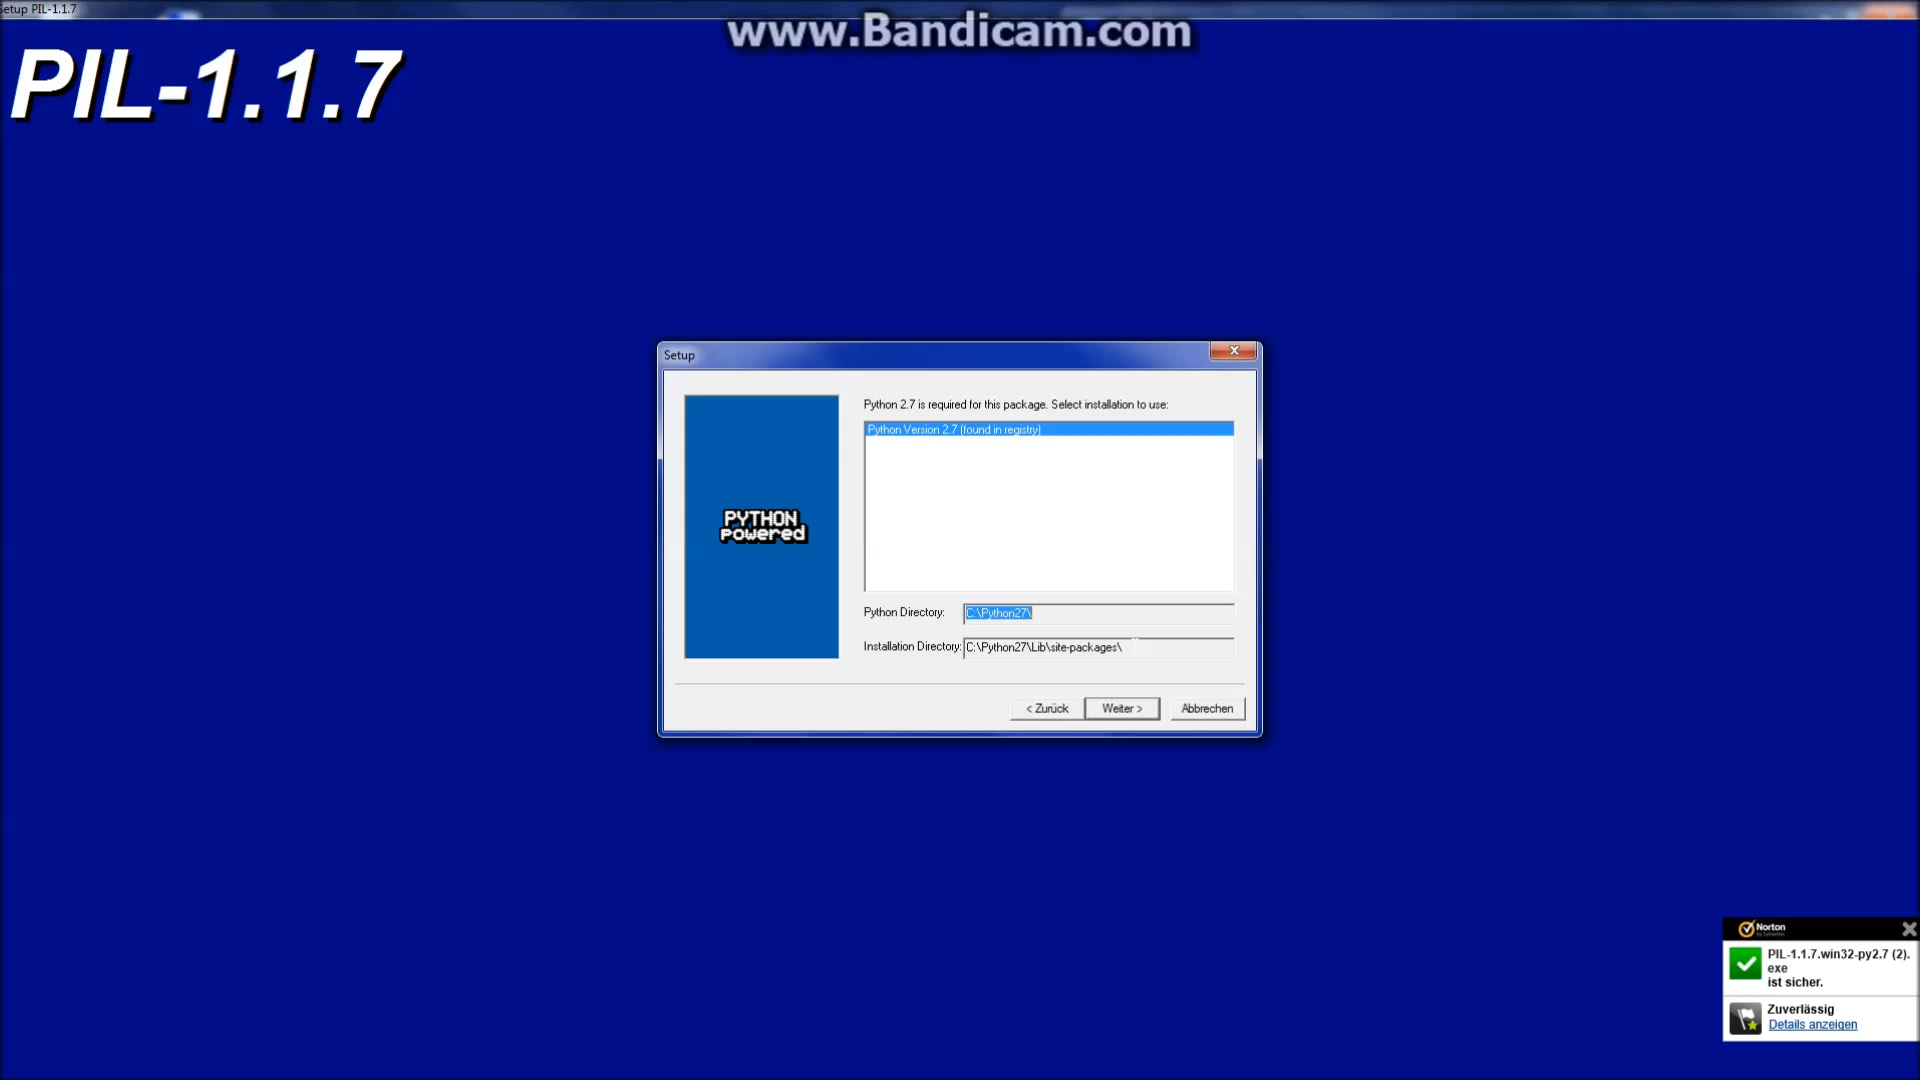 Setup PIL-1.1.7
www.Bandicam.com
PIL-1.1.7
Setup
Python 2.7 is required for this package. Select installation to use:
Python Version 2.7 (found in registry)
PYTHON
powered
Python Directory: C:\Python27\
Installation Directory: C:\Python27\Lib\site-packages\
< Zurück Weiter > Abbrechen
Norton
PIL-1.1.7.win32-py2.7 (2).
exe
ist sicher.
Zuverlässig
Details anzeigen